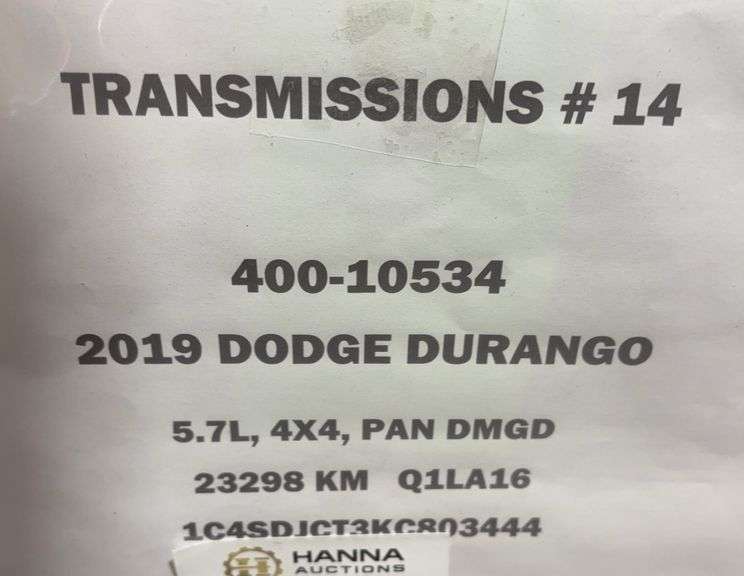 TRANSMISSIONS # 14
400-10534
2019 DODGE DURANGO
5.7L, 4X4, PAN DMGD
23298 KM Q1LA16
1C4SDJCT3KC803444
HANNA
AUCTIONS